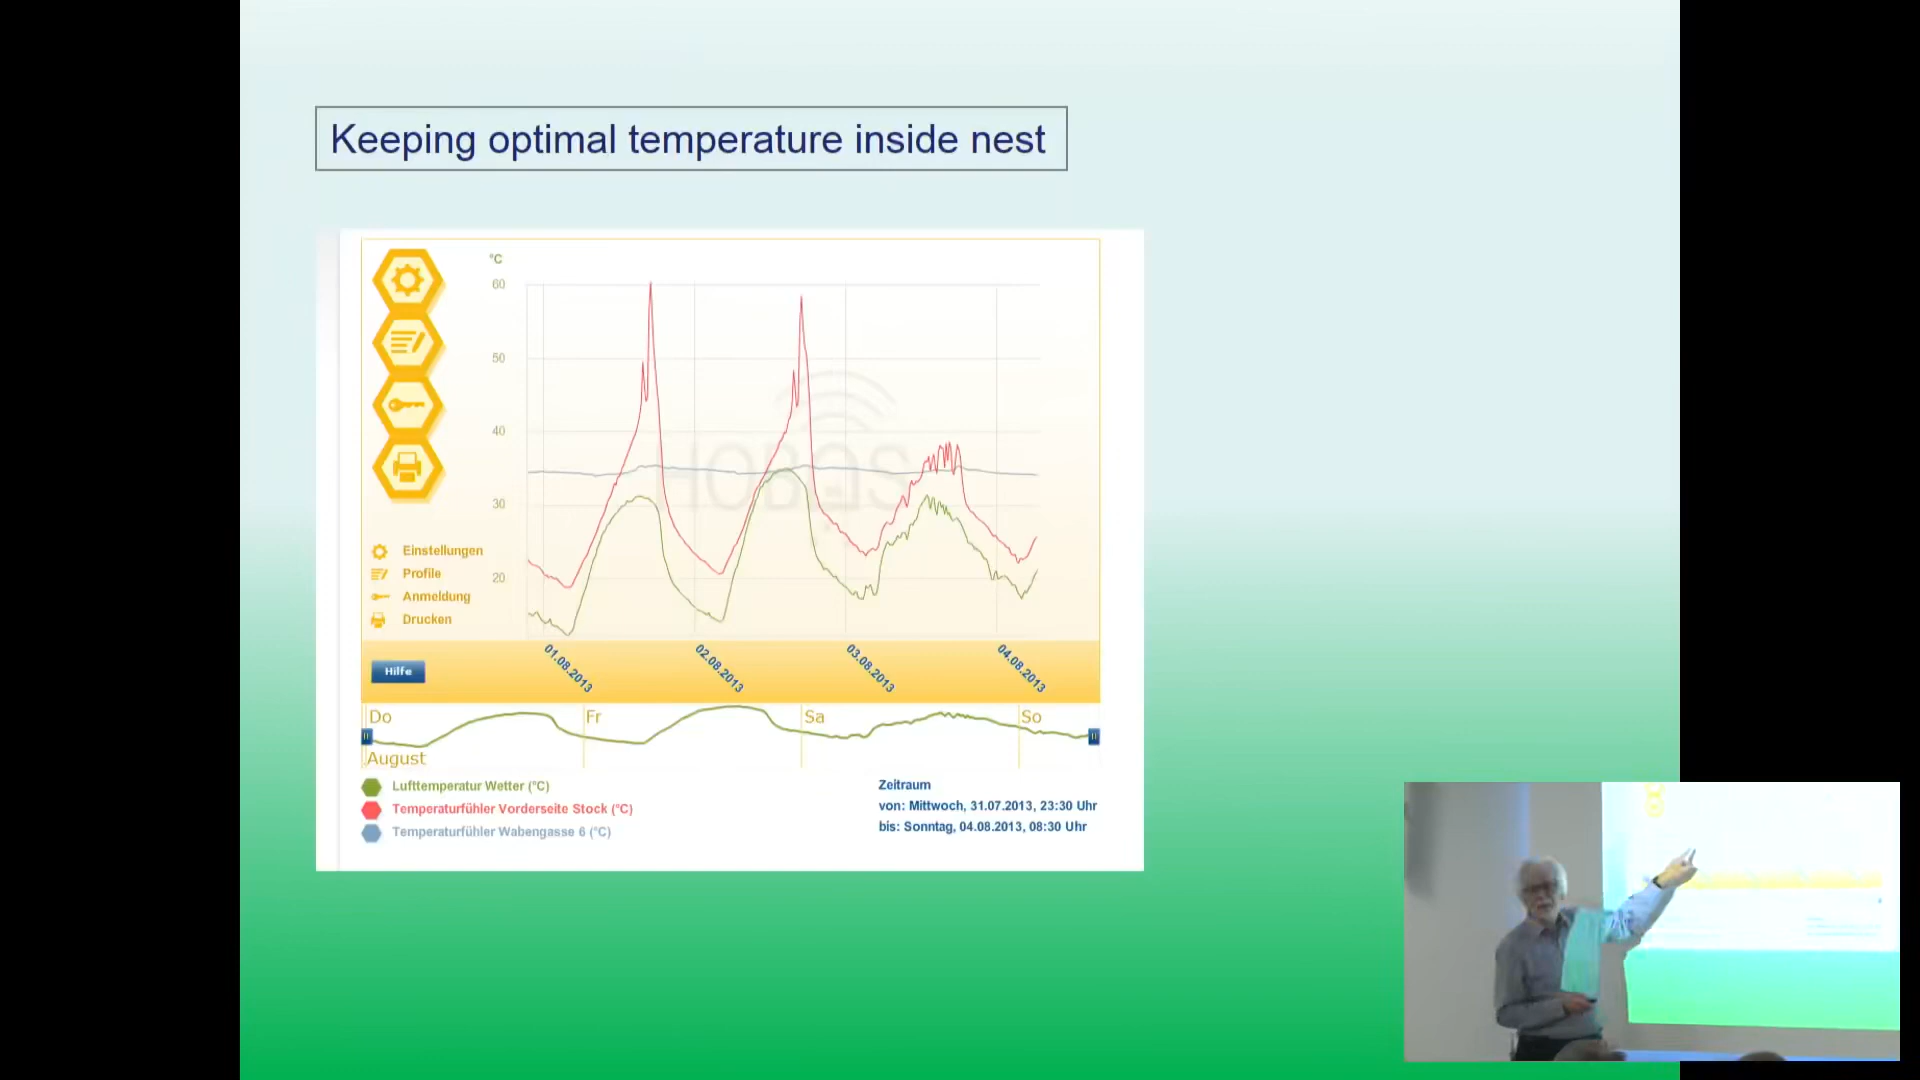 Keeping optimal temperature inside nest
°C
60
50
40
30
20
HOBOS
Einstellungen
Profile
Anmeldung
Drucken
Hilfe
01.08.2013
02.08.2013
03.08.2013
04.08.2013
Do
Fr
Sa
So
August
Lufttemperatur Wetter (°C)
Temperaturfühler Vorderseite Stock (°C)
Temperaturfühler Wabengasse 6 (°C)
Zeitraum
von: Mittwoch, 31.07.2013, 23:30 Uhr
bis: Sonntag, 04.08.2013, 08:30 Uhr